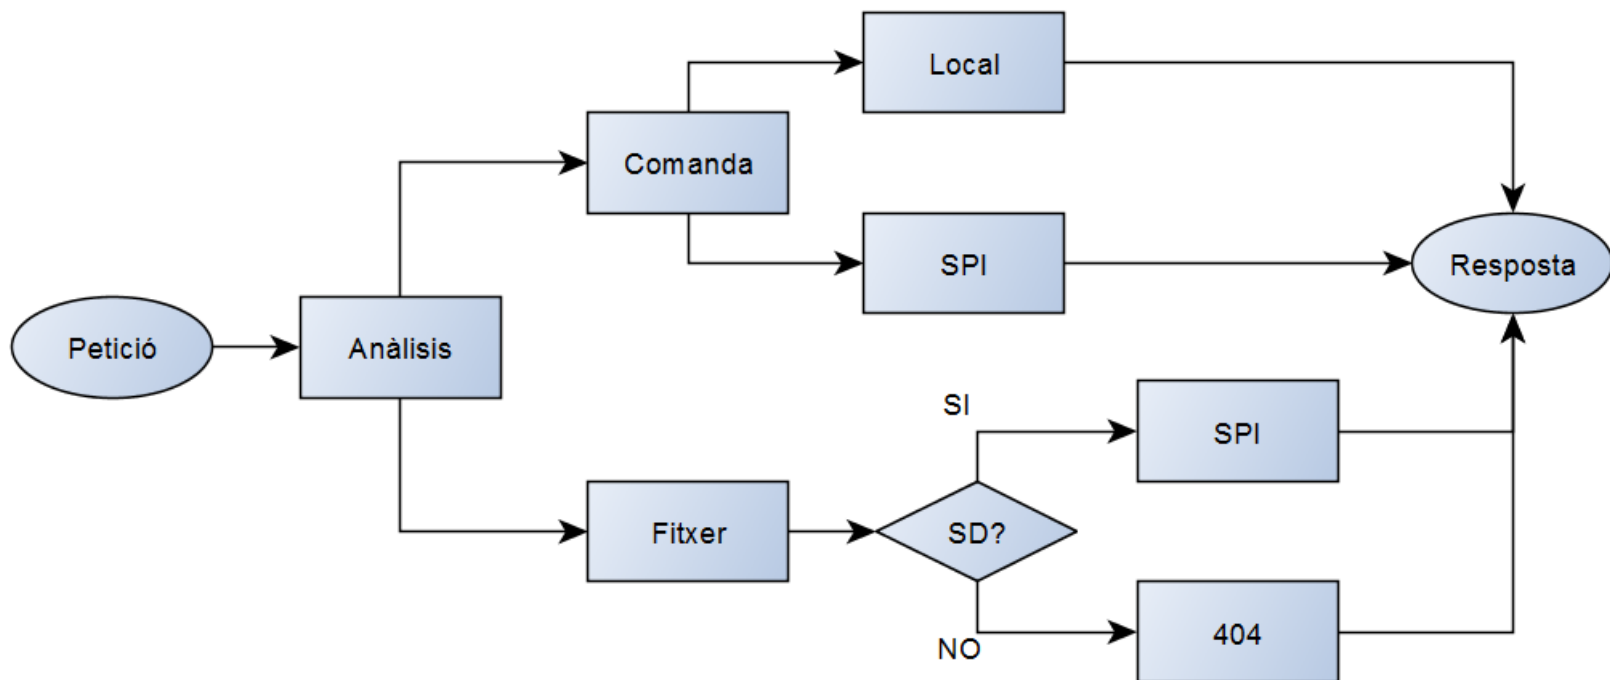 Local
Comanda
SPI
Resposta
Petició
Anàlisis
SI
SPI
Fitxer
SD?
NO
404